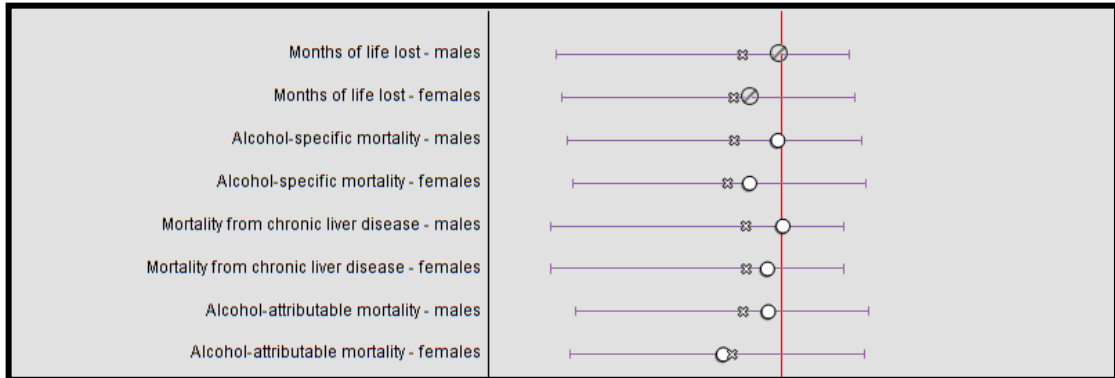 Months of life lost - males
Months of life lost - females
Alcohol-specific mortality - males
Alcohol-specific mortality - females
Mortality from chronic liver disease - males
Mortality from chronic liver disease - females
Alcohol-attributable mortality - males
Alcohol-attributable mortality - females